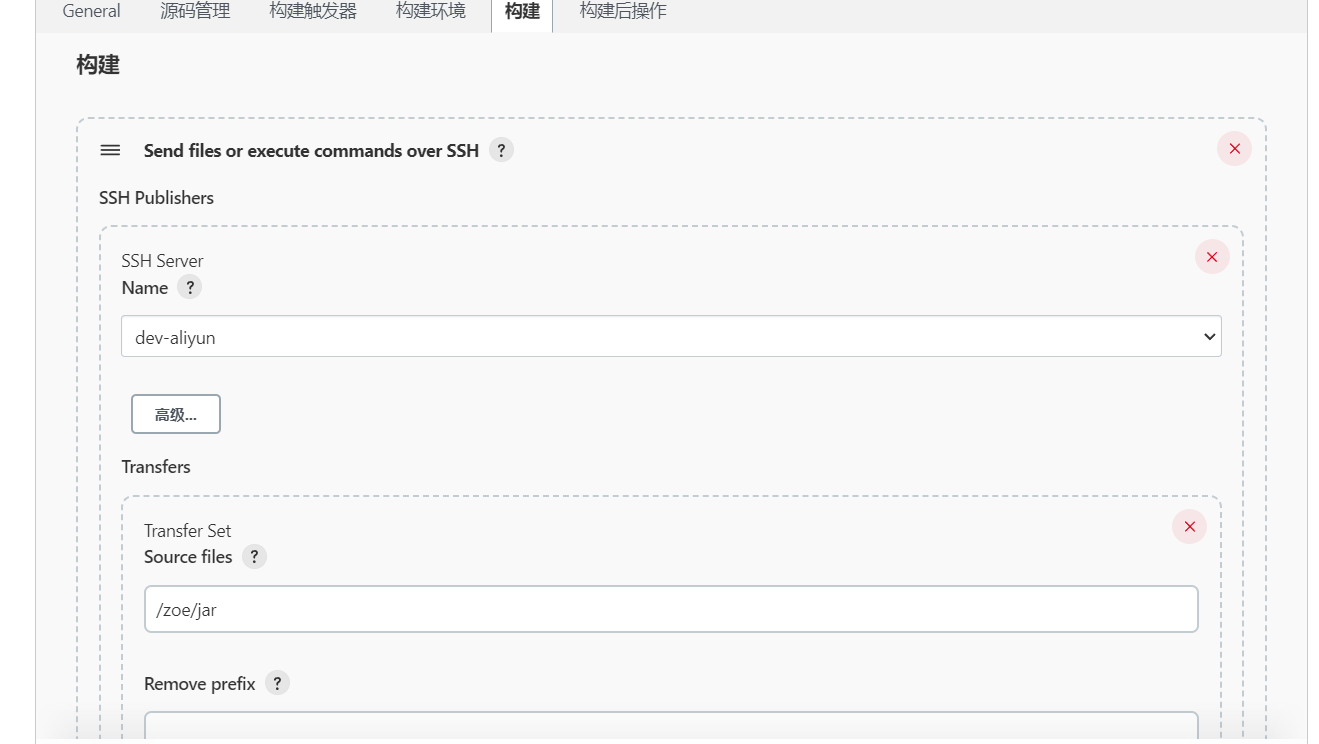 General 源码管理 构建触发器 构建环境 构建 构建后操作
构建
Send files or execute commands over SSH ?
SSH Publishers
SSH Server
Name ?
dev-aliyun
高级...
Transfers
Transfer Set
Source files ?
/zoe/jar
Remove prefix ?